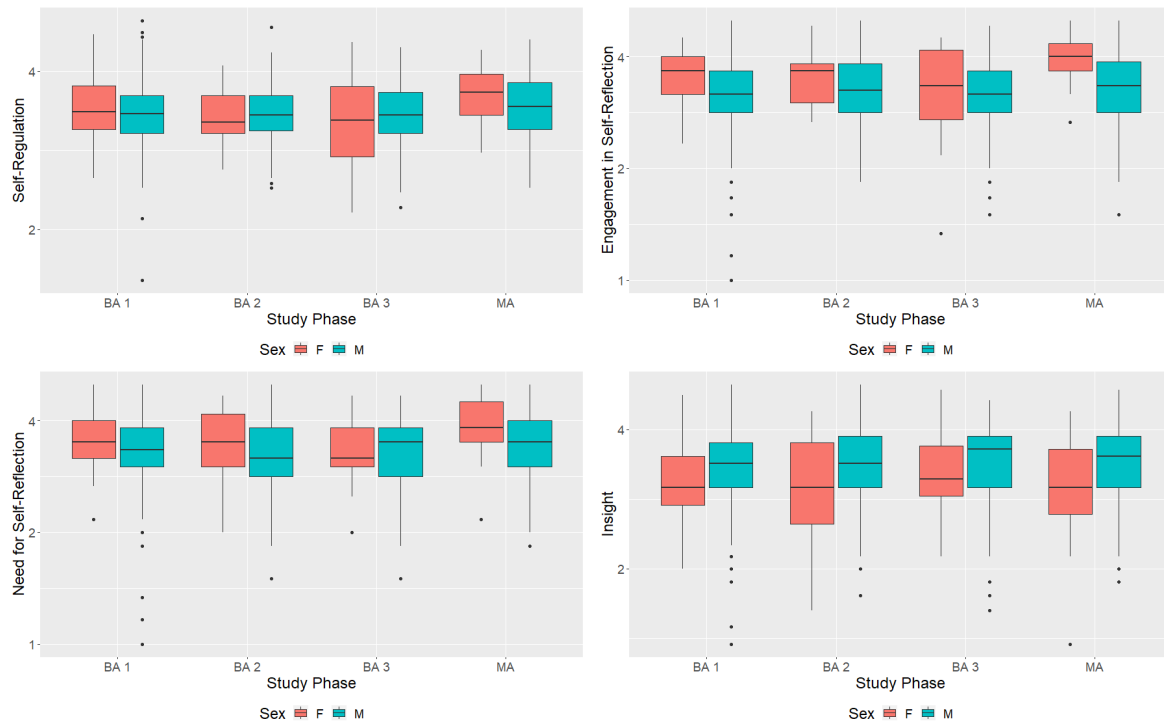 Self-Regulation
4
2
BA 1 BA 2 BA 3 MA
Study Phase
Sex F M
Engagement in Self-Reflection
4
2
1
BA 1 BA 2 BA 3 MA
Study Phase
Sex F M
Need for Self-Reflection
4
2
1
BA 1 BA 2 BA 3 MA
Study Phase
Sex F M
Insight
4
2
BA 1 BA 2 BA 3 MA
Study Phase
Sex F M